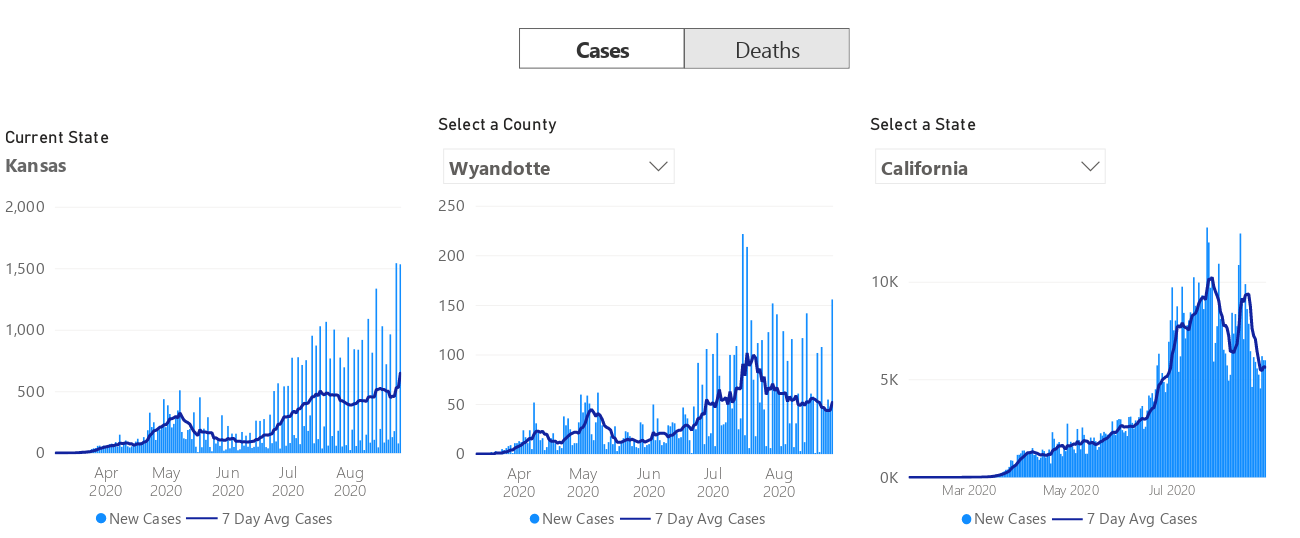 Cases Deaths
Current State
Kansas
2,000
1,500
1,000
500
0
Apr 2020
May 2020
Jun 2020
Jul 2020
Aug 2020
New Cases 7 Day Avg Cases
Select a County
Wyandotte
250
200
150
100
50
0
Apr 2020
May 2020
Jun 2020
Jul 2020
Aug 2020
New Cases 7 Day Avg Cases
Select a State
California
10K
5K
0K
Mar 2020 May 2020 Jul 2020
New Cases 7 Day Avg Cases